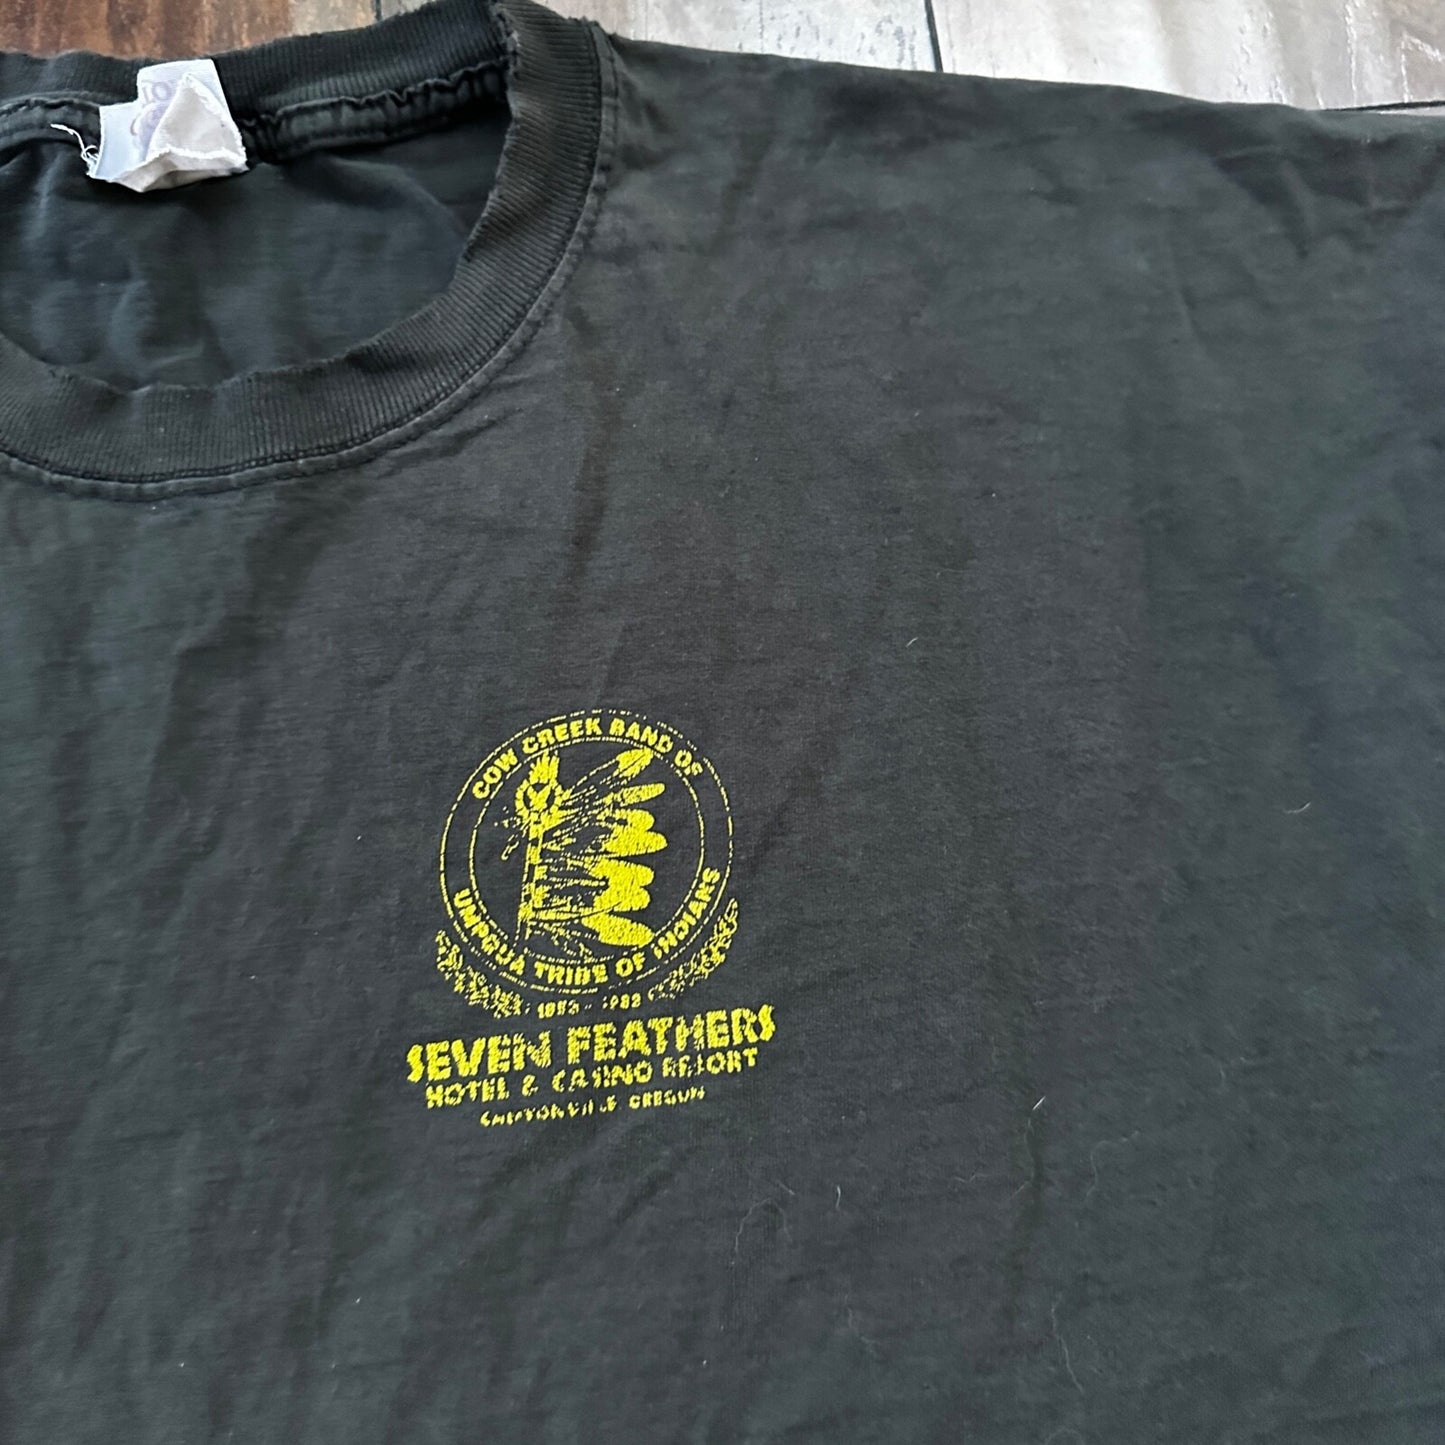 COW CREEK BAND OF
UMPQUA TRIBE OF INDIANS
1853 - 1982
SEVEN FEATHERS
HOTEL & CASINO RESORT
CANYONVILLE, OREGON